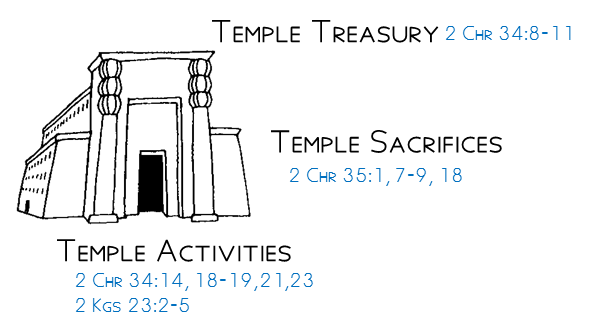 Temple Treasury 2 Chr 34:8-11
Temple Sacrifices
2 Chr 35:1, 7-9, 18
Temple Activities
2 Chr 34:14, 18-19,21,23
2 Kgs 23:2-5